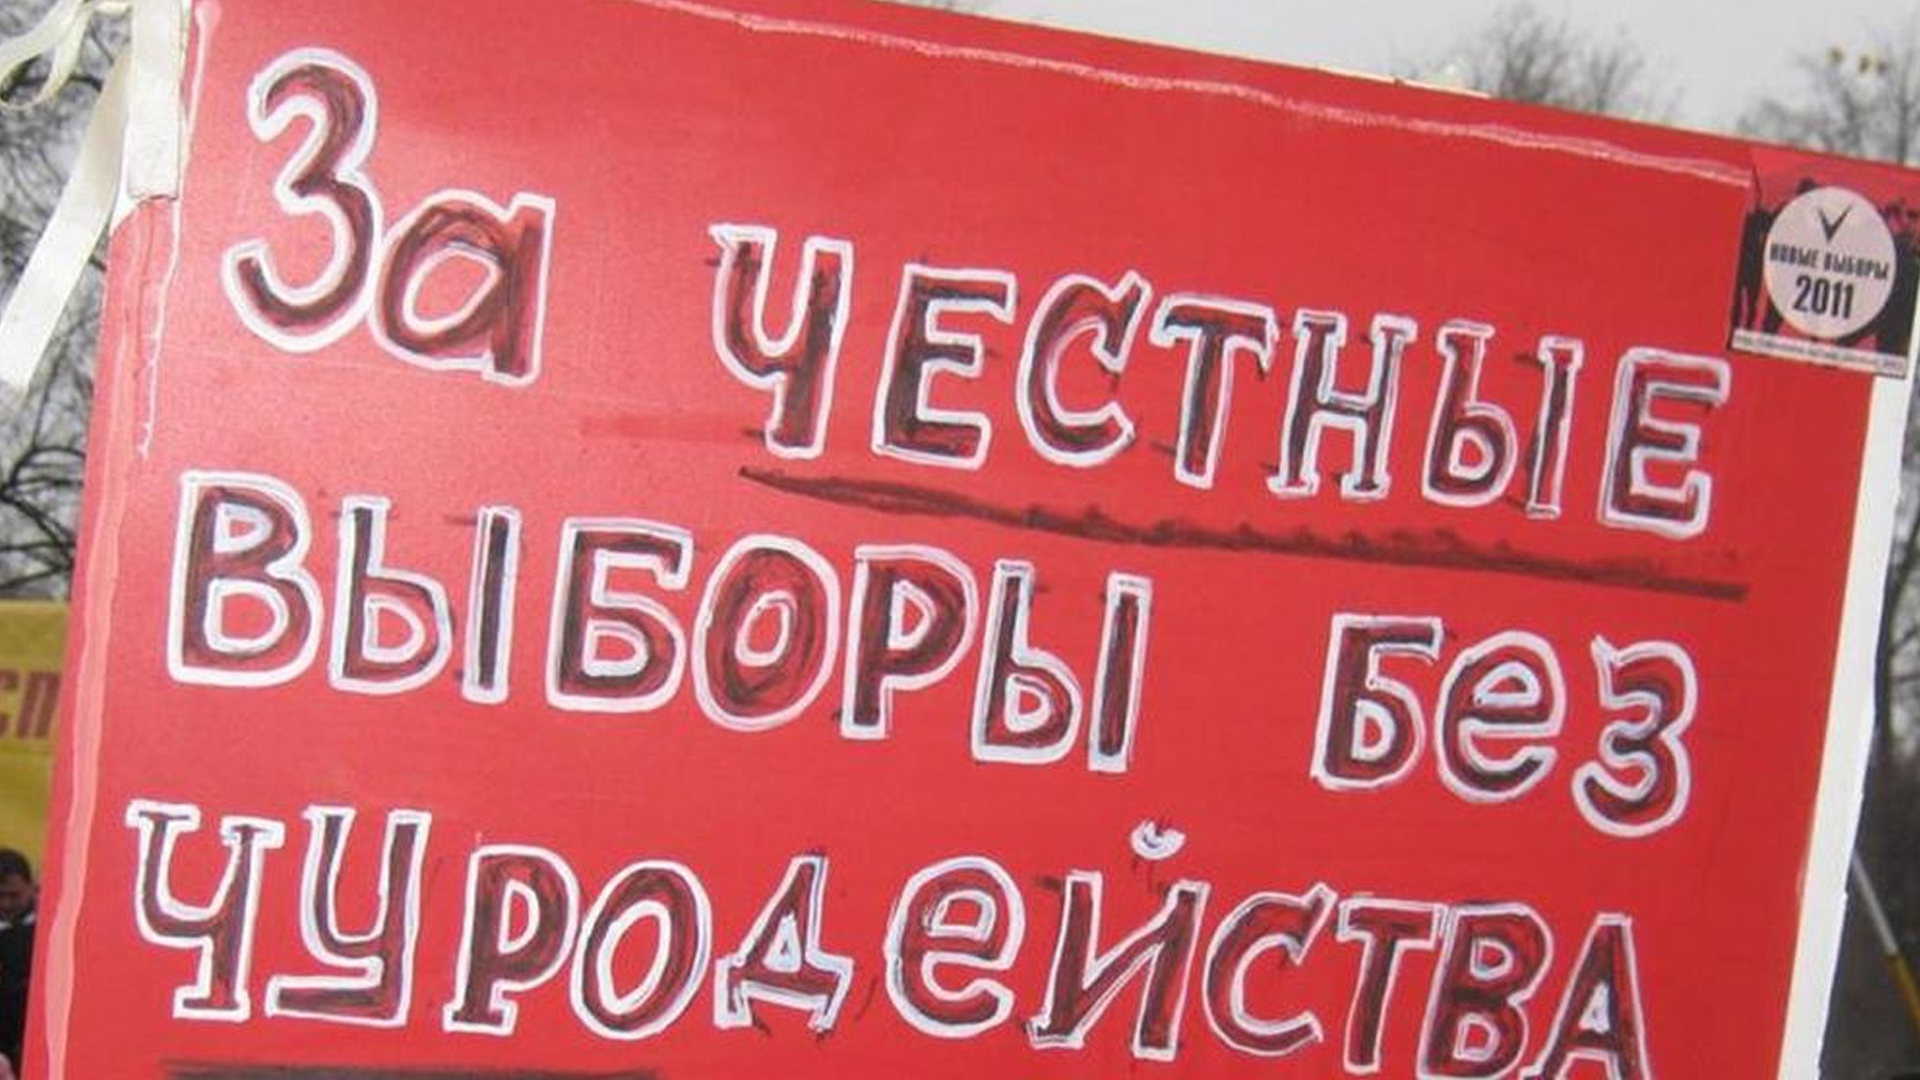 За ЧЕСТНЫЕ
НОВЫЕ ВЫБОРЫ
2011
ВЫБОРЫ БеЗ
ЧУРОДеЙСТВА